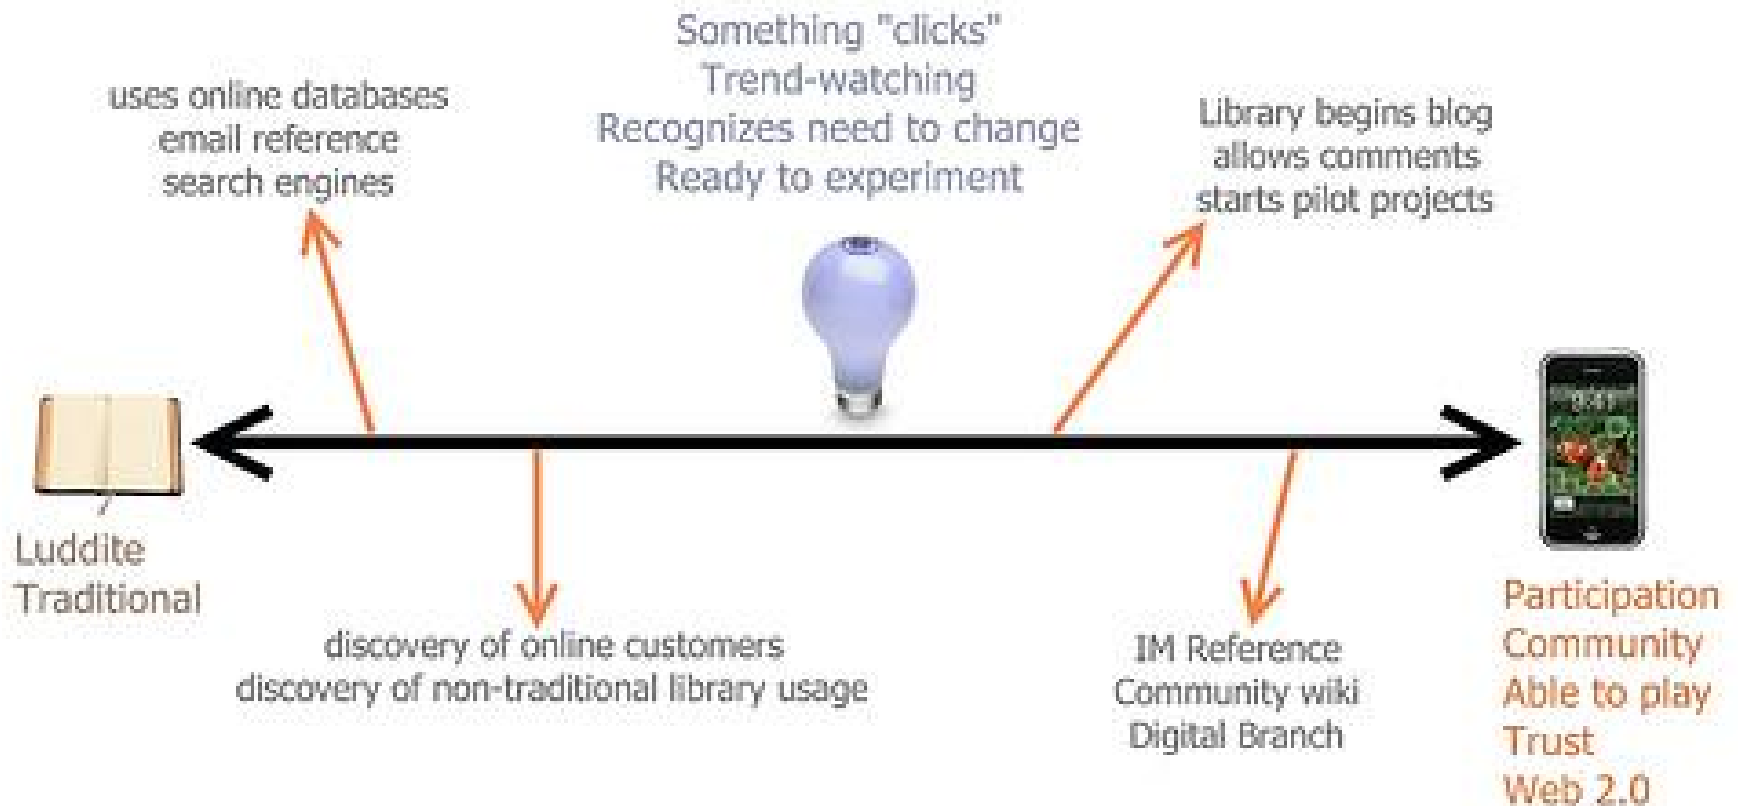 Something "clicks"
Trend-watching
Recognizes need to change
Ready to experiment
uses online databases
email reference
search engines
Library begins blog
allows comments
starts pilot projects
Luddite
Traditional
discovery of online customers
discovery of non-traditional library usage
IM Reference
Community wiki
Digital Branch
Participation
Community
Able to play
Trust
Web 2.0